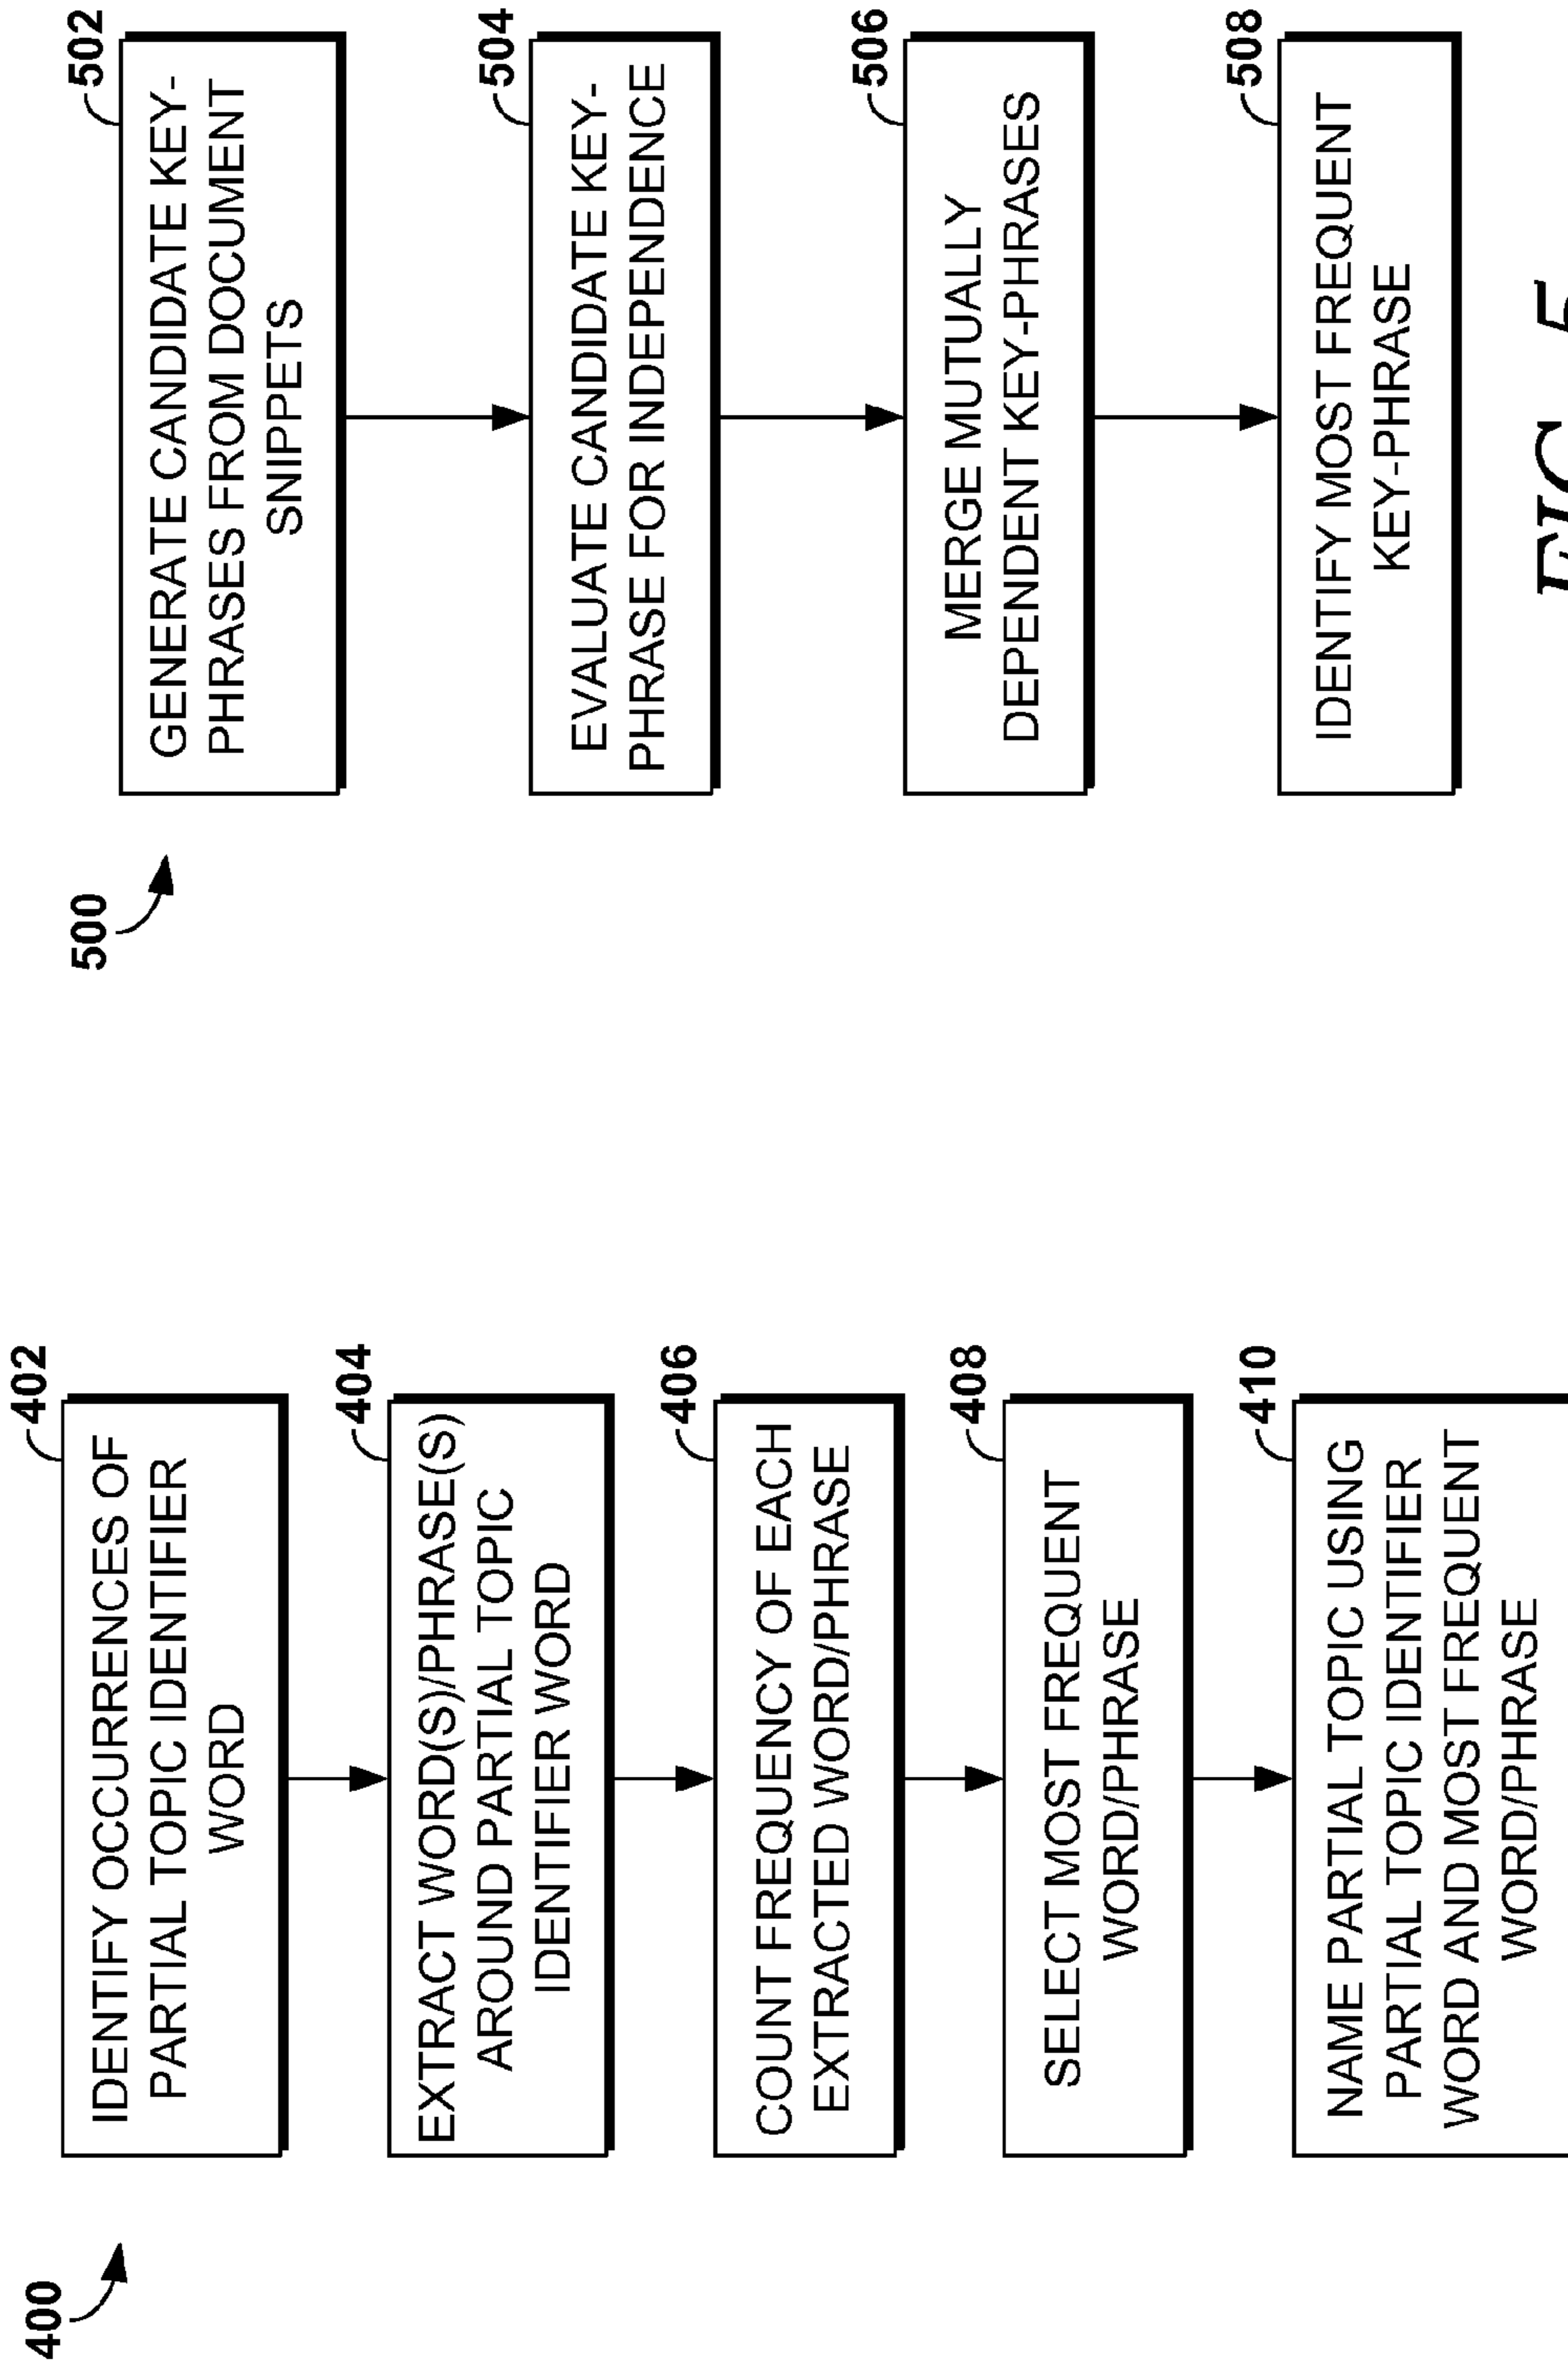 400
402
IDENTIFY OCCURRENCES OF
PARTIAL TOPIC IDENTIFIER
WORD
404
EXTRACT WORD(S)/PHRASE(S)
AROUND PARTIAL TOPIC
IDENTIFIER WORD
406
COUNT FREQUENCY OF EACH
EXTRACTED WORD/PHRASE
408
SELECT MOST FREQUENT
WORD/PHRASE
410
NAME PARTIAL TOPIC USING
PARTIAL TOPIC IDENTIFIER
WORD AND MOST FREQUENT
WORD/PHRASE
500
502
GENERATE CANDIDATE KEY-
PHRASES FROM DOCUMENT
SNIPPETS
504
EVALUATE CANDIDATE KEY-
PHRASE FOR INDEPENDENCE
506
MERGE MUTUALLY
DEPENDENT KEY-PHRASES
508
IDENTIFY MOST FREQUENT
KEY-PHRASE